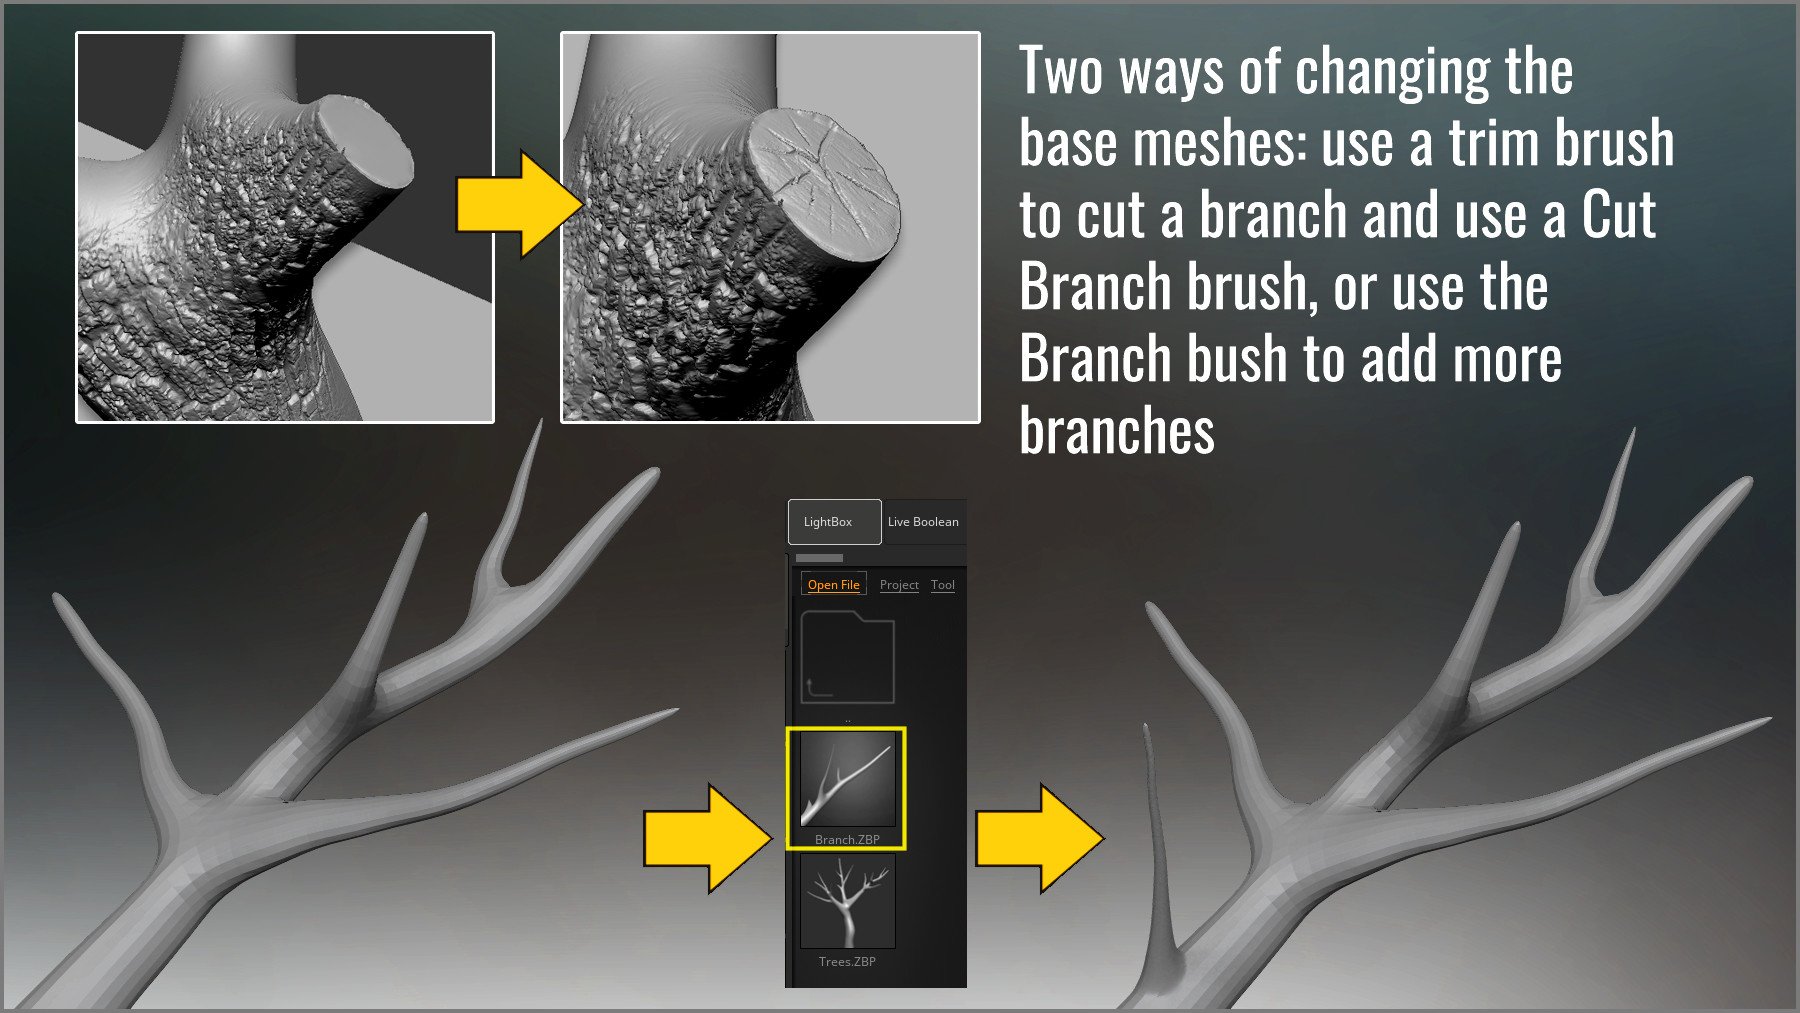 Two ways of changing the
base meshes: use a trim brush
to cut a branch and use a Cut
Branch brush, or use the
Branch bush to add more
branches
LightBox
Live Boolean
Open File Project Tool
..
Branch.ZBP
Trees.ZBP